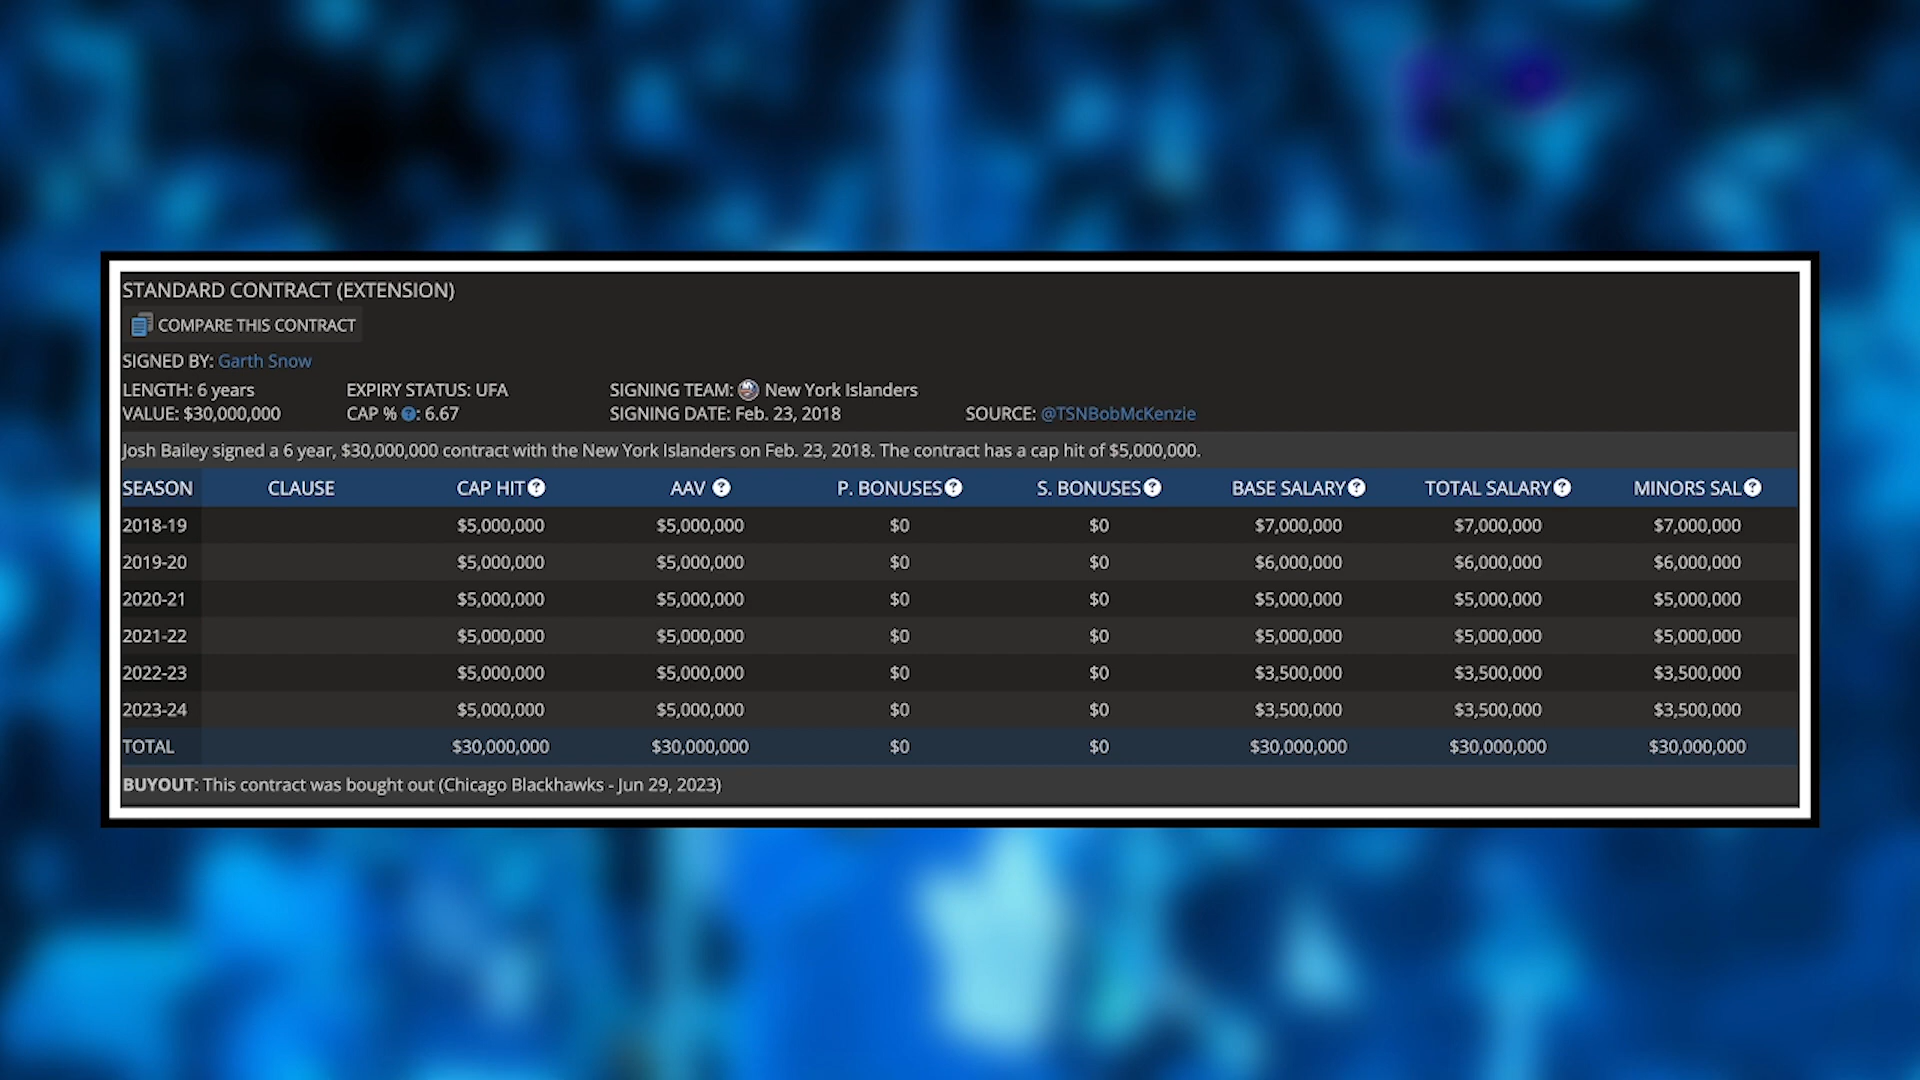 STANDARD CONTRACT (EXTENSION)
COMPARE THIS CONTRACT
SIGNED BY: Garth Snow
LENGTH: 6 years EXPIRY STATUS: UFA SIGNING TEAM: New York Islanders
VALUE: $30,000,000 CAP % ?: 6.67 SIGNING DATE: Feb. 23, 2018 SOURCE: @TSNBobMcKenzie
Josh Bailey signed a 6 year, $30,000,000 contract with the New York Islanders on Feb. 23, 2018. The contract has a cap hit of $5,000,000.
SEASON CLAUSE CAP HIT ? AAV ? P. BONUSES ? S. BONUSES ? BASE SALARY ? TOTAL SALARY ? MINORS SAL ?
2018-19 $5,000,000 $5,000,000 $0 $0 $7,000,000 $7,000,000 $7,000,000
2019-20 $5,000,000 $5,000,000 $0 $0 $6,000,000 $6,000,000 $6,000,000
2020-21 $5,000,000 $5,000,000 $0 $0 $5,000,000 $5,000,000 $5,000,000
2021-22 $5,000,000 $5,000,000 $0 $0 $5,000,000 $5,000,000 $5,000,000
2022-23 $5,000,000 $5,000,000 $0 $0 $3,500,000 $3,500,000 $3,500,000
2023-24 $5,000,000 $5,000,000 $0 $0 $3,500,000 $3,500,000 $3,500,000
TOTAL $30,000,000 $30,000,000 $0 $0 $30,000,000 $30,000,000 $30,000,000
BUYOUT: This contract was bought out (Chicago Blackhawks - Jun 29, 2023)